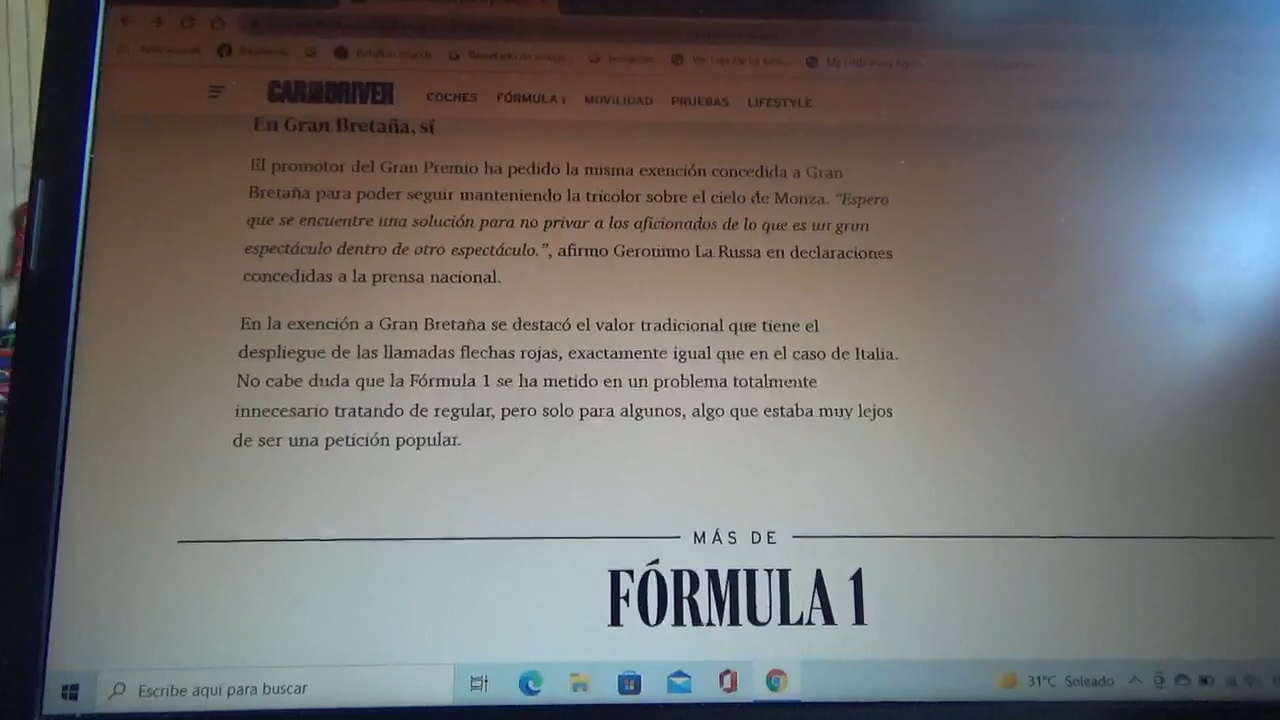 CAR AND DRIVER COCHES FÓRMULA 1 MOVILIDAD PRUEBAS LIFESTYLE
En Gran Bretaña, sí
El promotor del Gran Premio ha pedido la misma exención concedida a Gran
Bretaña para poder seguir manteniendo la tricolor sobre el cielo de Monza. “Espero
que se encuentre una solución para no privar a los aficionados de lo que es un gran
espectáculo dentro de otro espectáculo.”, afirmo Geronimo La Russa en declaraciones
concedidas a la prensa nacional.
En la exención a Gran Bretaña se destacó el valor tradicional que tiene el
despliegue de las llamadas flechas rojas, exactamente igual que en el caso de Italia.
No cabe duda que la Fórmula 1 se ha metido en un problema totalmente
innecesario tratando de regular, pero solo para algunos, algo que estaba muy lejos
de ser una petición popular.
MÁS DE
FÓRMULA 1
Escribe aquí para buscar 31°C Soleado